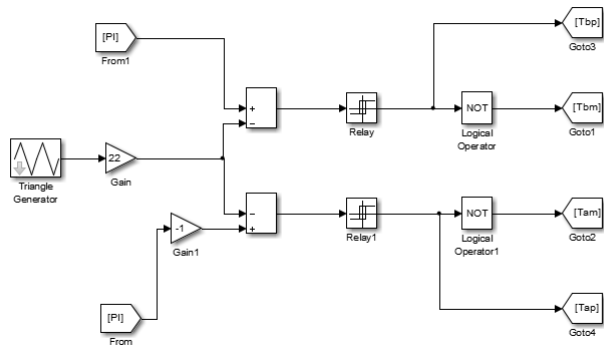 [PI]
From1
[Tbp]
Goto3
+
−
Relay
NOT
Logical
Operator
[Tbm]
Goto1
Triangle
Generator
22
Gain
-1
Gain1
−
+
Relay1
NOT
Logical
Operator1
[Tam]
Goto2
[PI]
From
[Tap]
Goto4